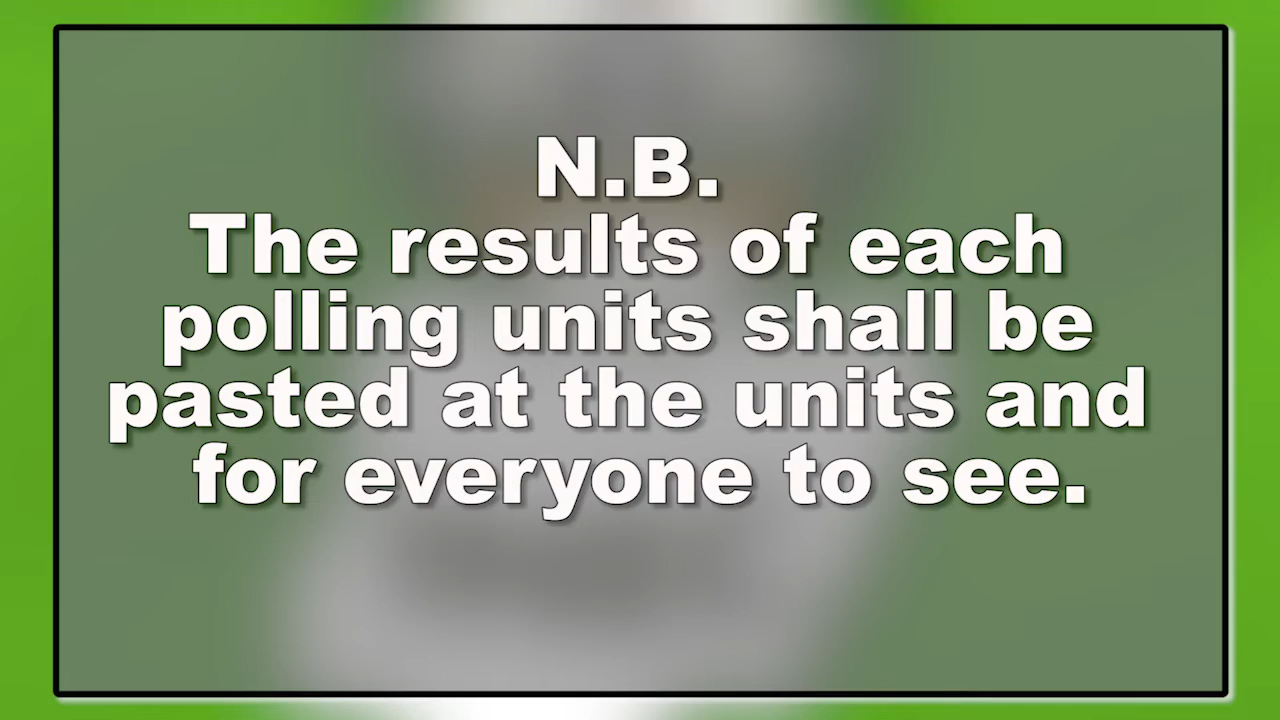 N.B.
The results of each
polling units shall be
pasted at the units and
for everyone to see.